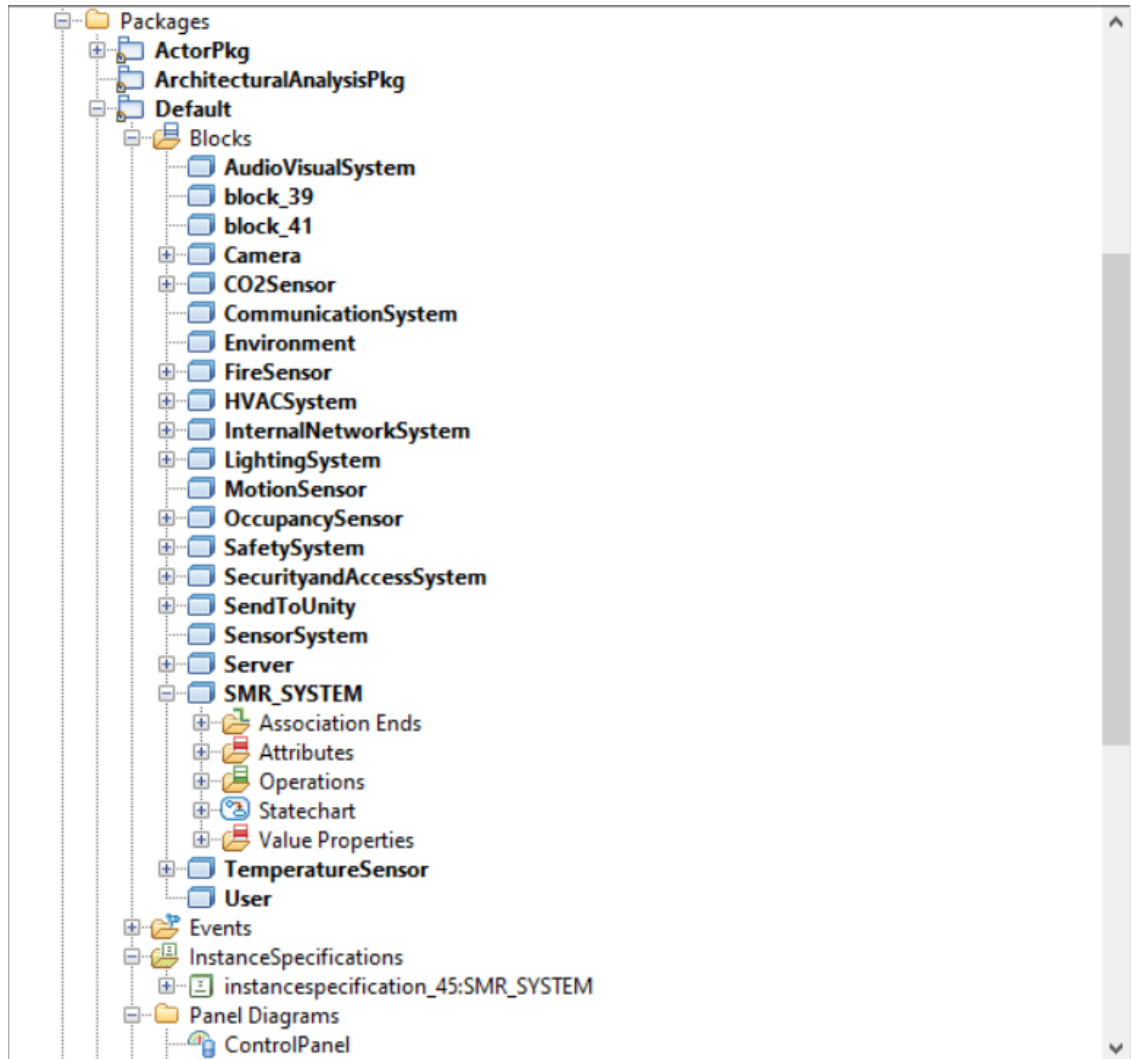 Packages
ActorPkg
ArchitecturalAnalysisPkg
Default
Blocks
AudioVisualSystem
block_39
block_41
Camera
CO2Sensor
CommunicationSystem
Environment
FireSensor
HVACSystem
InternalNetworkSystem
LightingSystem
MotionSensor
OccupancySensor
SafetySystem
SecurityandAccessSystem
SendToUnity
SensorSystem
Server
SMR_SYSTEM
Association Ends
Attributes
Operations
Statechart
Value Properties
TemperatureSensor
User
Events
InstanceSpecifications
instancespecification_45:SMR_SYSTEM
Panel Diagrams
ControlPanel